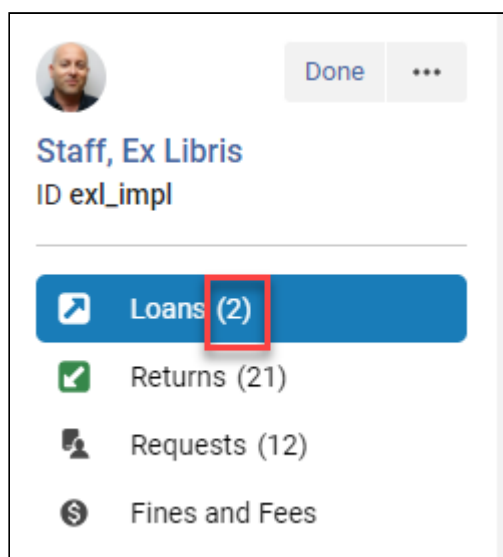 Done
Staff, Ex Libris
ID exl_impl
Loans (2)
Returns (21)
Requests (12)
Fines and Fees